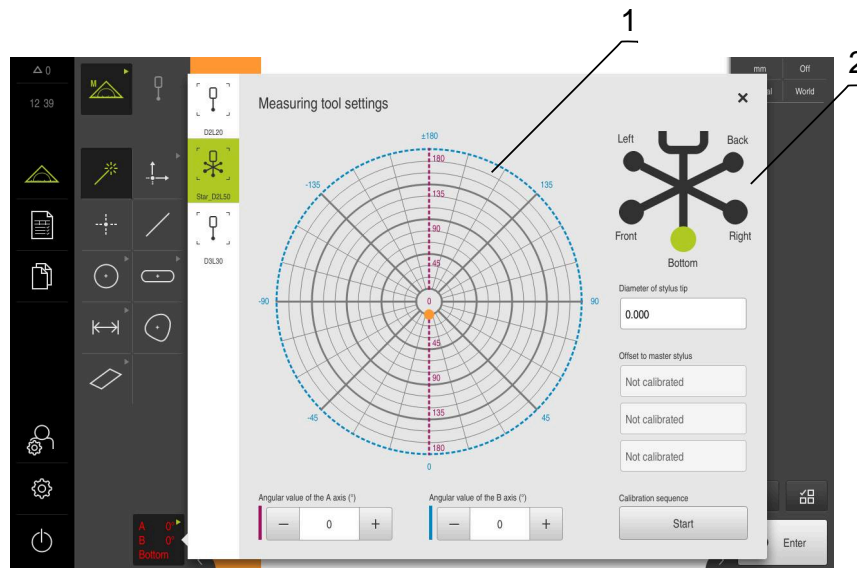 1
2
0
mm
Off
12 39
M
World
Measuring tool settings
D2L20
Star_D2L50
D3L30
±180
180
-135
135
135
90
45
-90
0
90
45
90
-45
135
45
180
0
Left
Back
Front
Right
Bottom
Diameter of stylus tip
0.000
Offset to master stylus
Not calibrated
Not calibrated
Not calibrated
Angular value of the A axis (°)
Angular value of the B axis (°)
Calibration sequence
− 0 +
− 0 +
Start
A 0°
B 0°
Bottom
Enter